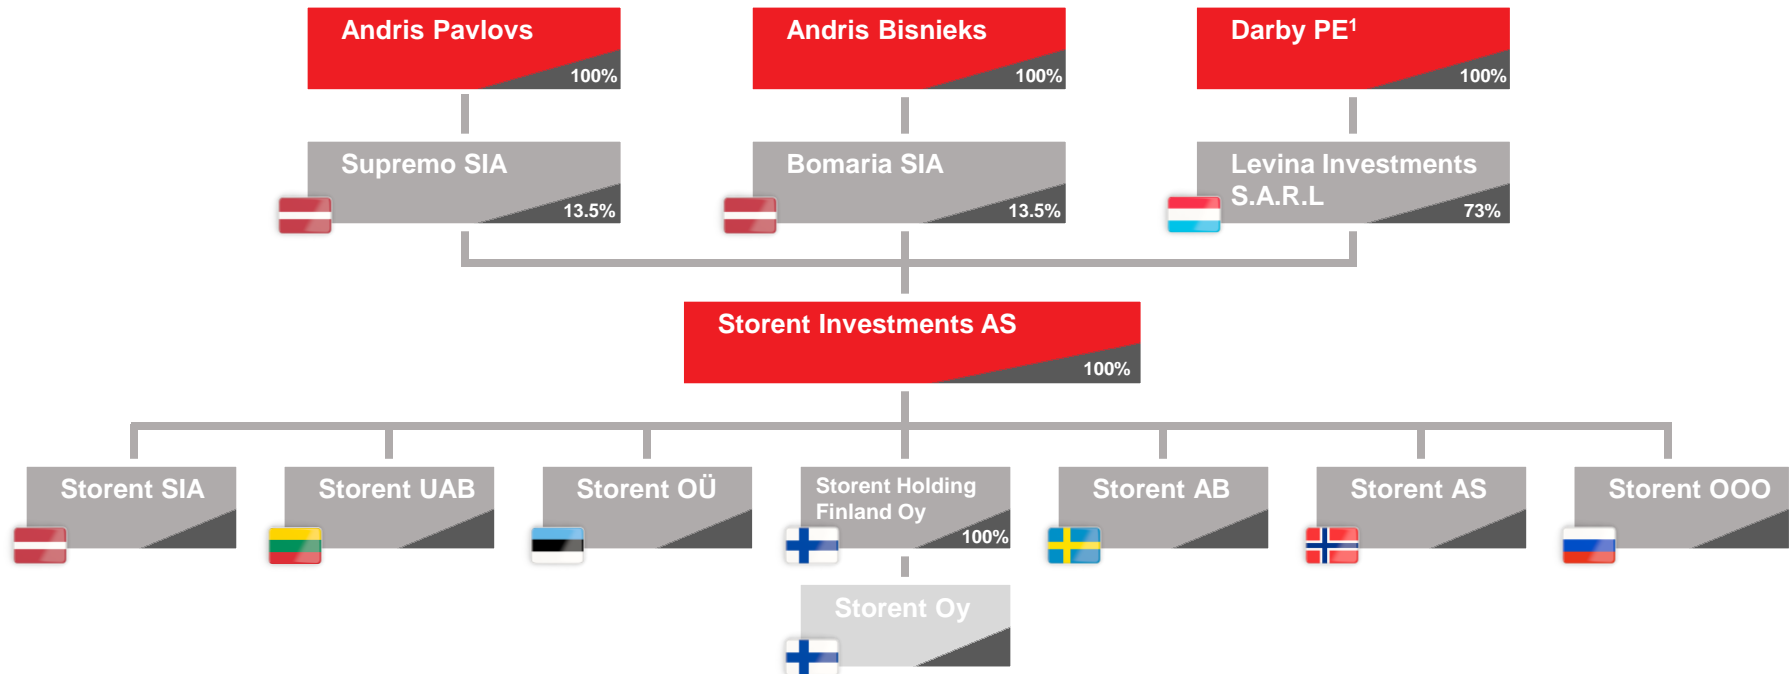 Andris Pavlovs
100%
Andris Bisnieks
100%
Darby PE¹
100%
Supremo SIA
13.5%
Bomaria SIA
13.5%
Levina Investments
S.A.R.L
73%
Storent Investments AS
100%
Storent SIA
Storent UAB
Storent OÜ
Storent Holding
Finland Oy
100%
Storent AB
Storent AS
Storent OOO
Storent Oy